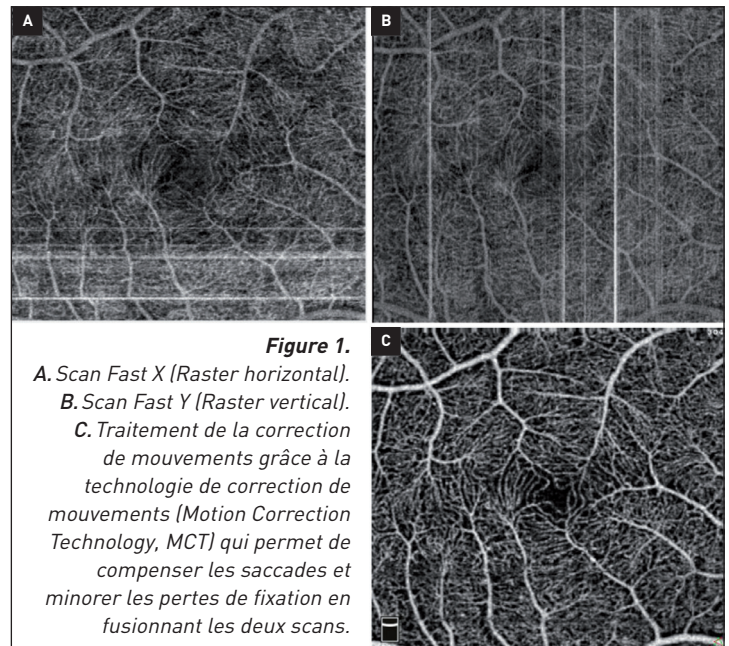 A
B
C
Figure 1.
A. Scan Fast X (Raster horizontal).
B. Scan Fast Y (Raster vertical).
C. Traitement de la correction
de mouvements grâce à la
technologie de correction de
mouvements (Motion Correction
Technology, MCT) qui permet de
compenser les saccades et
minorer les pertes de fixation en
fusionnant les deux scans.